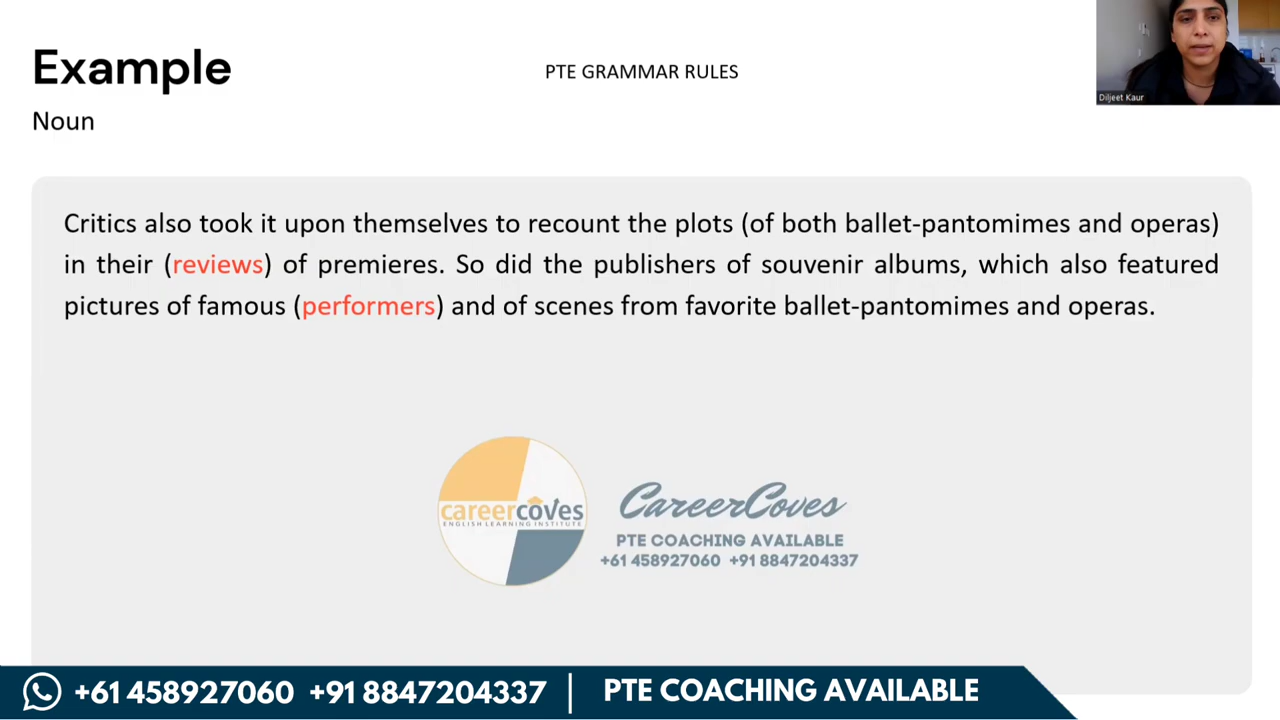 Example
PTE GRAMMAR RULES
Diljeet Kaur
Noun
Critics also took it upon themselves to recount the plots (of both ballet-pantomimes and operas)
in their (reviews) of premieres. So did the publishers of souvenir albums, which also featured
pictures of famous (performers) and of scenes from favorite ballet-pantomimes and operas.
careercoves
ENGLISH LEARNING INSTITUTE
CareerCoves
PTE COACHING AVAILABLE
+61 458927060 +91 8847204337
+61 458927060 +91 8847204337 | PTE COACHING AVAILABLE